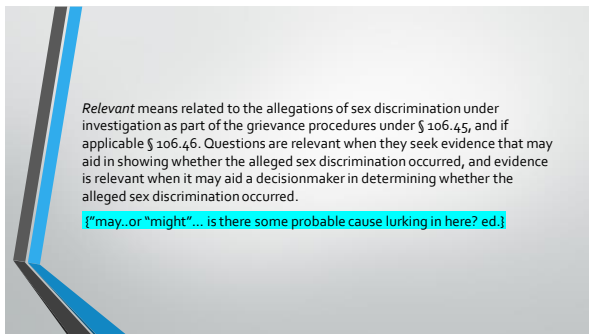 Relevant means related to the allegations of sex discrimination under
investigation as part of the grievance procedures under § 106.45, and if
applicable § 106.46. Questions are relevant when they seek evidence that may
aid in showing whether the alleged sex discrimination occurred, and evidence
is relevant when it may aid a decisionmaker in determining whether the
alleged sex discrimination occurred.
{“may..or “might”… is there some probable cause lurking in here? ed.}